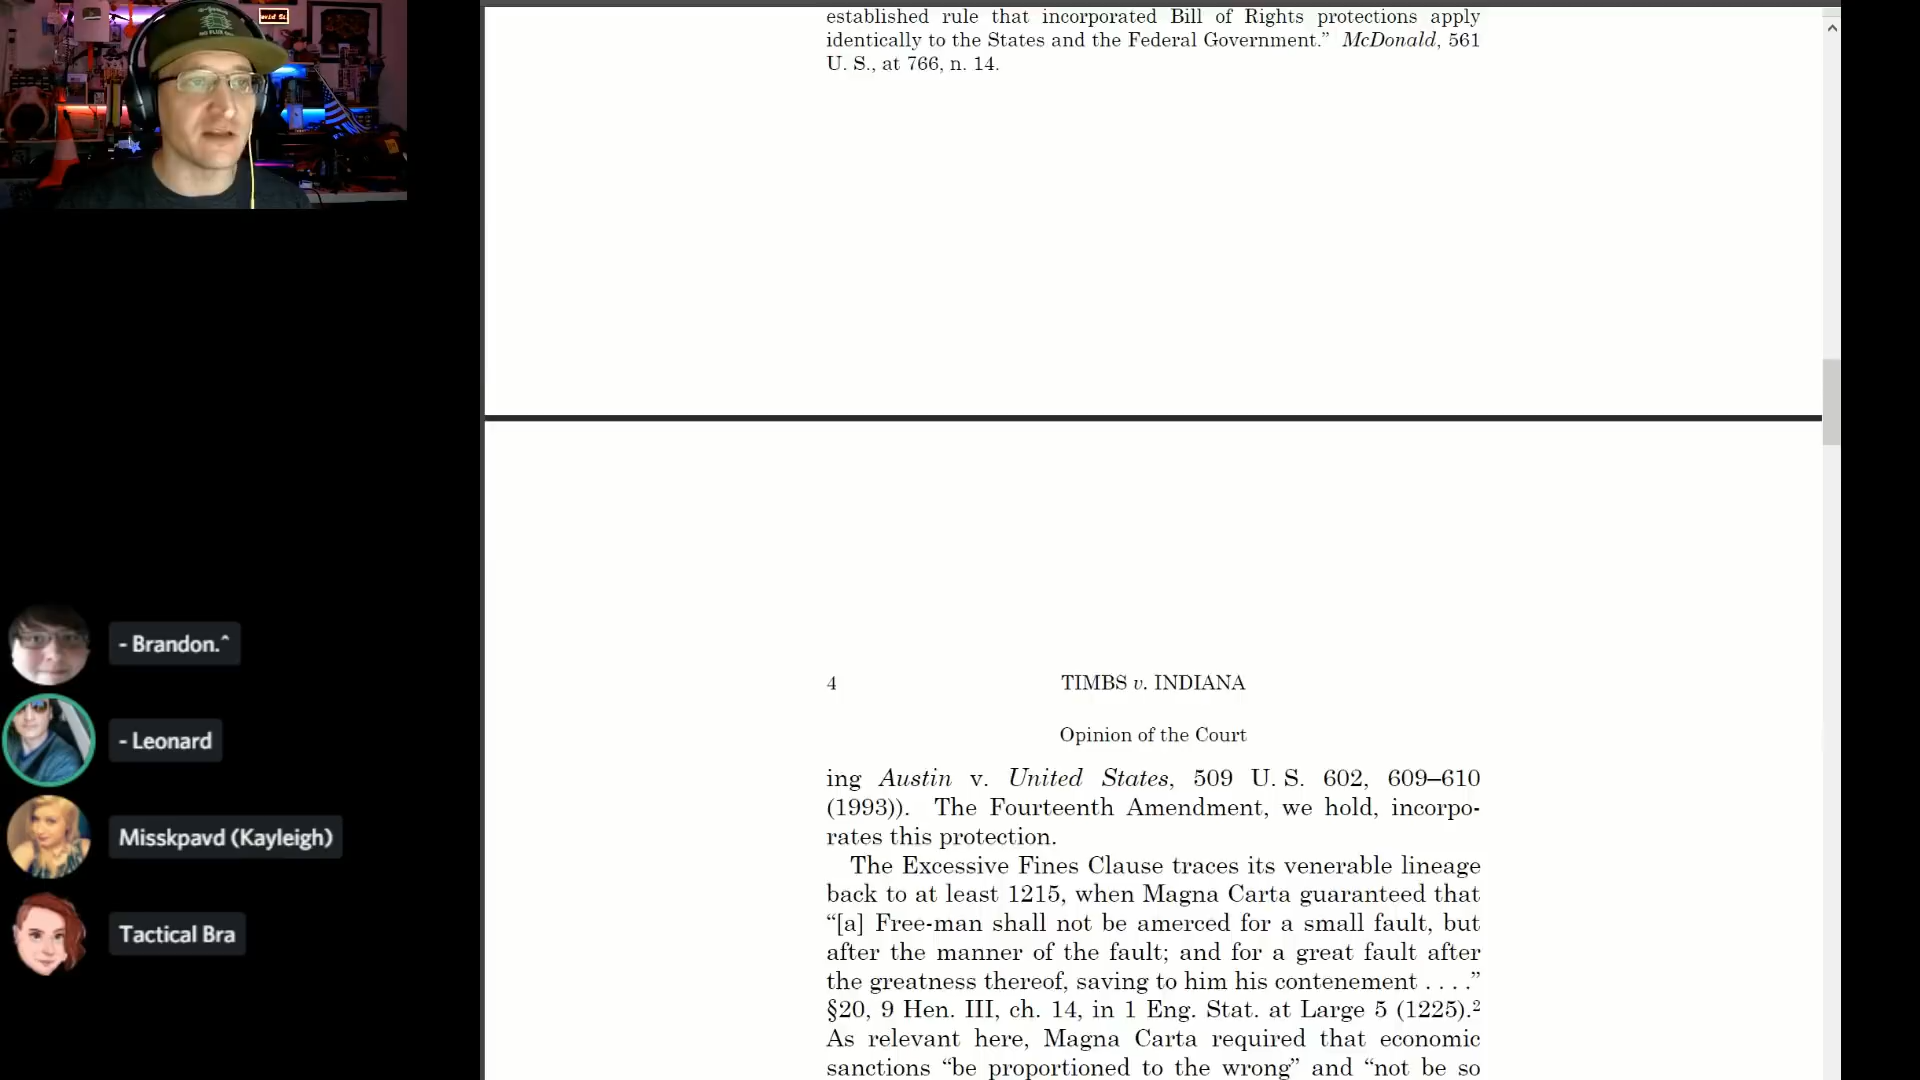 established rule that incorporated Bill of Rights protections apply
identically to the States and the Federal Government.” McDonald, 561
U. S., at 766, n. 14.
4 TIMBS v. INDIANA
Opinion of the Court
ing Austin v. United States, 509 U. S. 602, 609–610
(1993)). The Fourteenth Amendment, we hold, incorpo-
rates this protection.
The Excessive Fines Clause traces its venerable lineage
back to at least 1215, when Magna Carta guaranteed that
“[a] Free-man shall not be amerced for a small fault, but
after the manner of the fault; and for a great fault after
the greatness thereof, saving to him his contenement . . . .”
§20, 9 Hen. III, ch. 14, in 1 Eng. Stat. at Large 5 (1225).²
As relevant here, Magna Carta required that economic
sanctions “be proportioned to the wrong” and “not be so
- Brandon.^
- Leonard
Misskpavd (Kayleigh)
Tactical Bra